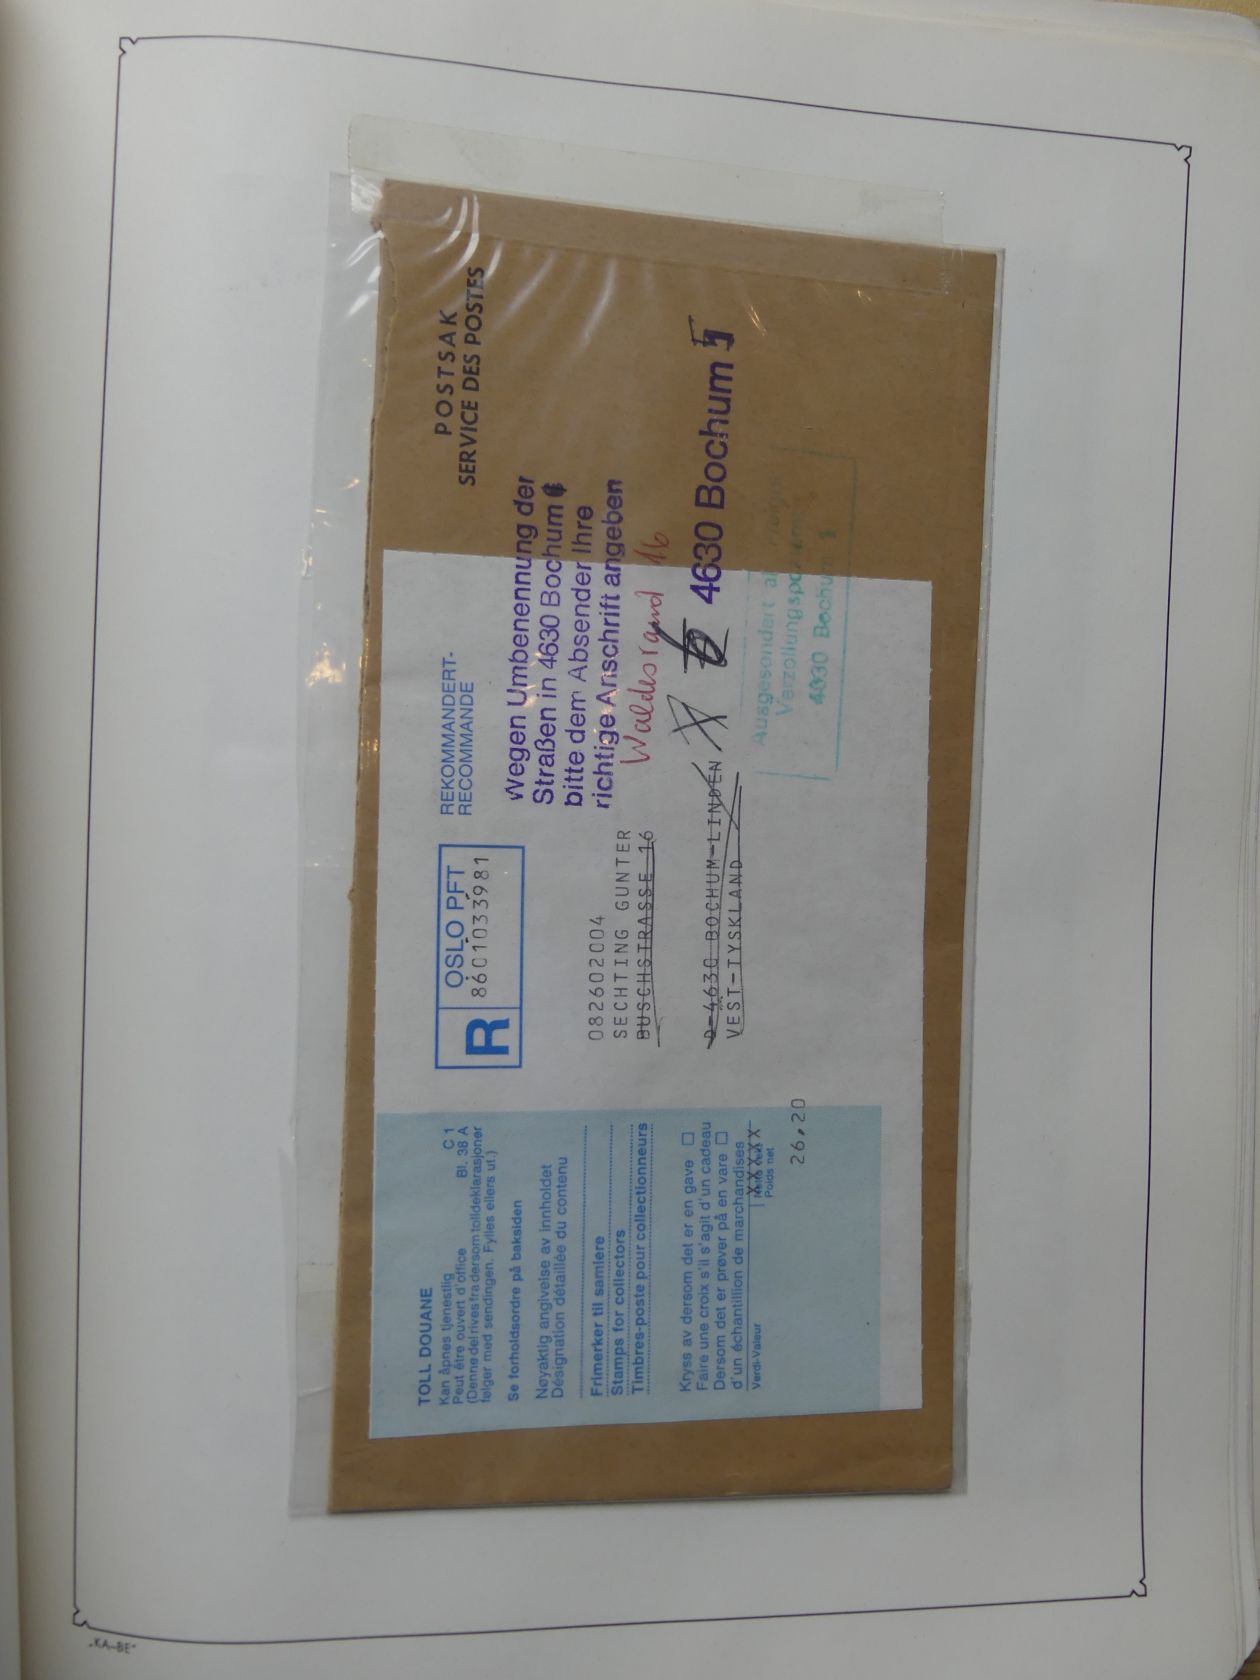 POSTSAK
SERVICE DES POSTES
TOLL DOUANE
Kan åpnes tjenestlig C 1
Peut être ouvert d'office Bl. 38 A
(Denne del rives fra dersom tolldeklarasjoner
følger med sendingen. Fylles ellers ut.)
Se forholdsordre på baksiden
Nøyaktig angivelse av innholdet
Désignation détaillée du contenu
Frimerker til samlere
Stamps for collectors
Timbres-poste pour collectionneurs
Kryss av dersom det er en gave
Faire une croix s'il s'agit d'un cadeau
Dersom det er prøver på en vare
d'un échantillion de marchandises
Verdi-Valeur
XXXXX
Poids net
26,20
R
OSLO PFT
8601033981
REKOMMANDERT-
RECOMMANDE
Wegen Umbenennung der
Straßen in 4630 Bochum
bitte dem Absender Ihre
richtige Anschrift angeben
Waldesrand 16
082602004
SECHTING GUNTER
BUSCHSTRASSE 16
D-4630 BOCHUM-LINDEN
VEST-TYSKLAND
4630 Bochum 5
Ausgesondert
4630 Bochum 1
KA-BE